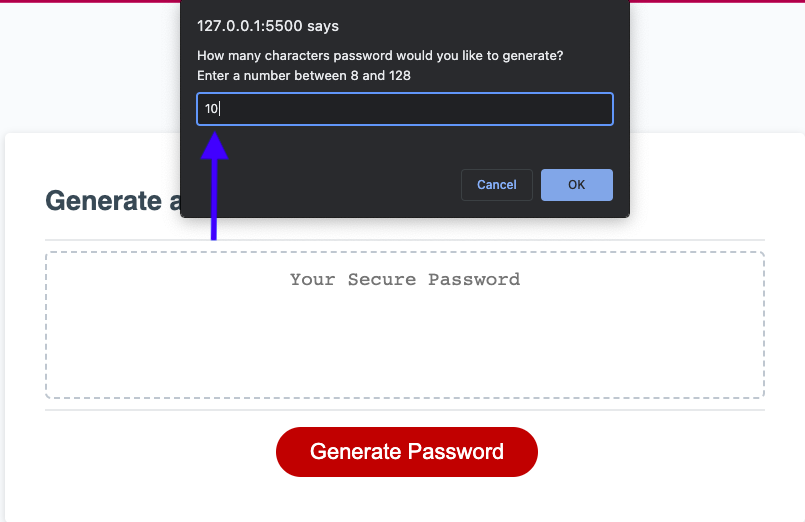 127.0.0.1:5500 says
How many characters password would you like to generate?
Enter a number between 8 and 128
10
Cancel
OK
Generate a
Your Secure Password
Generate Password